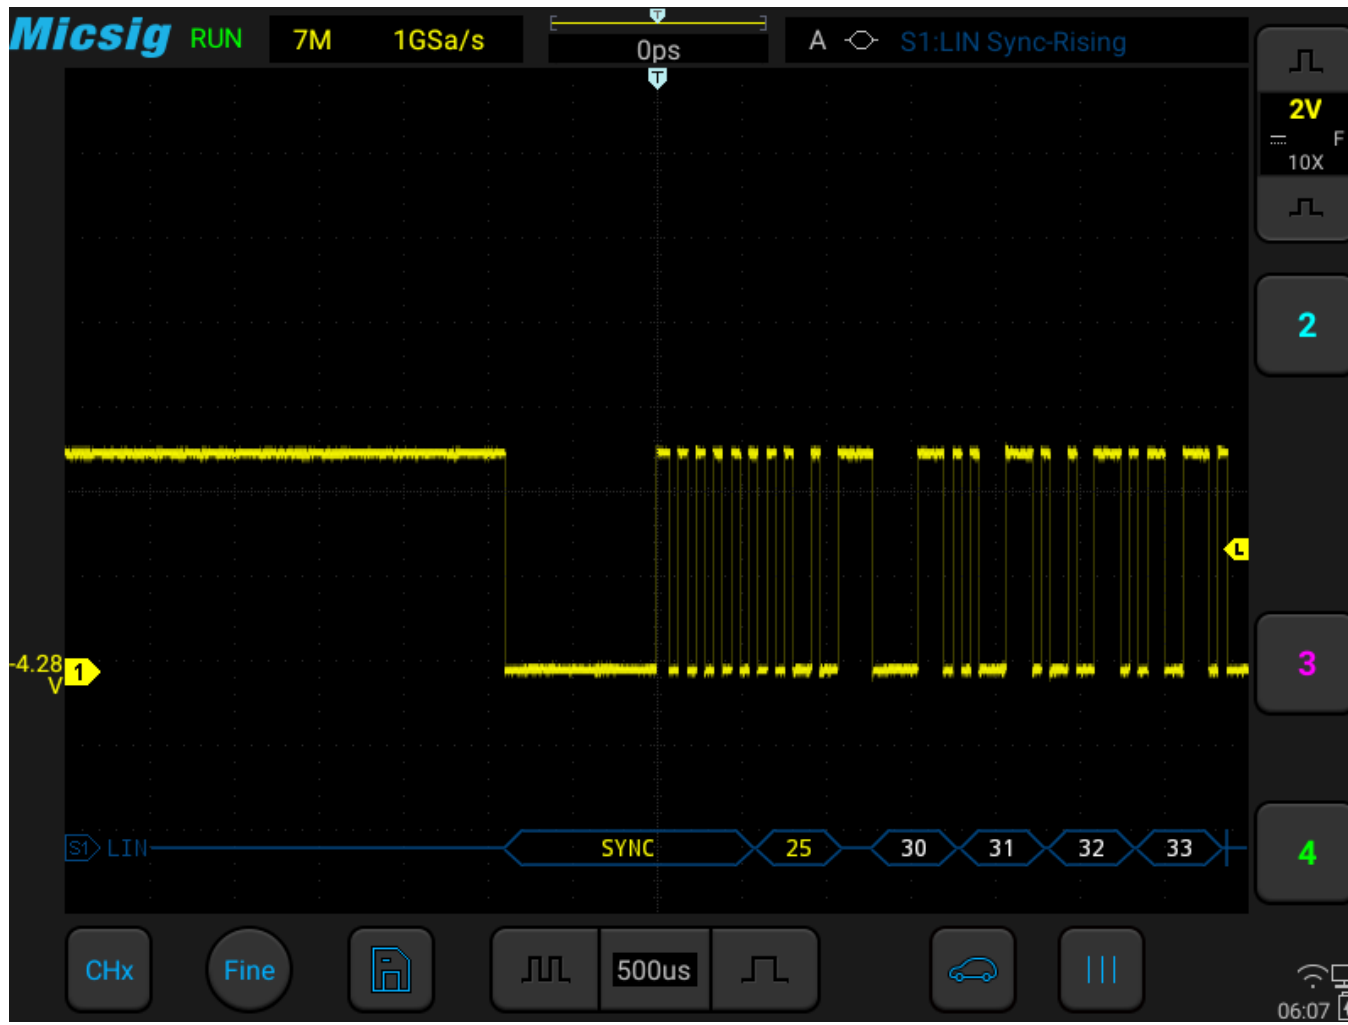 Micsig RUN 7M 1GSa/s T 0ps A S1:LIN Sync-Rising
T
2V
F
10X
2
L
-4.28
V
1
3
S1 LIN SYNC 25 30 31 32 33
4
CHx Fine 500us
06:07